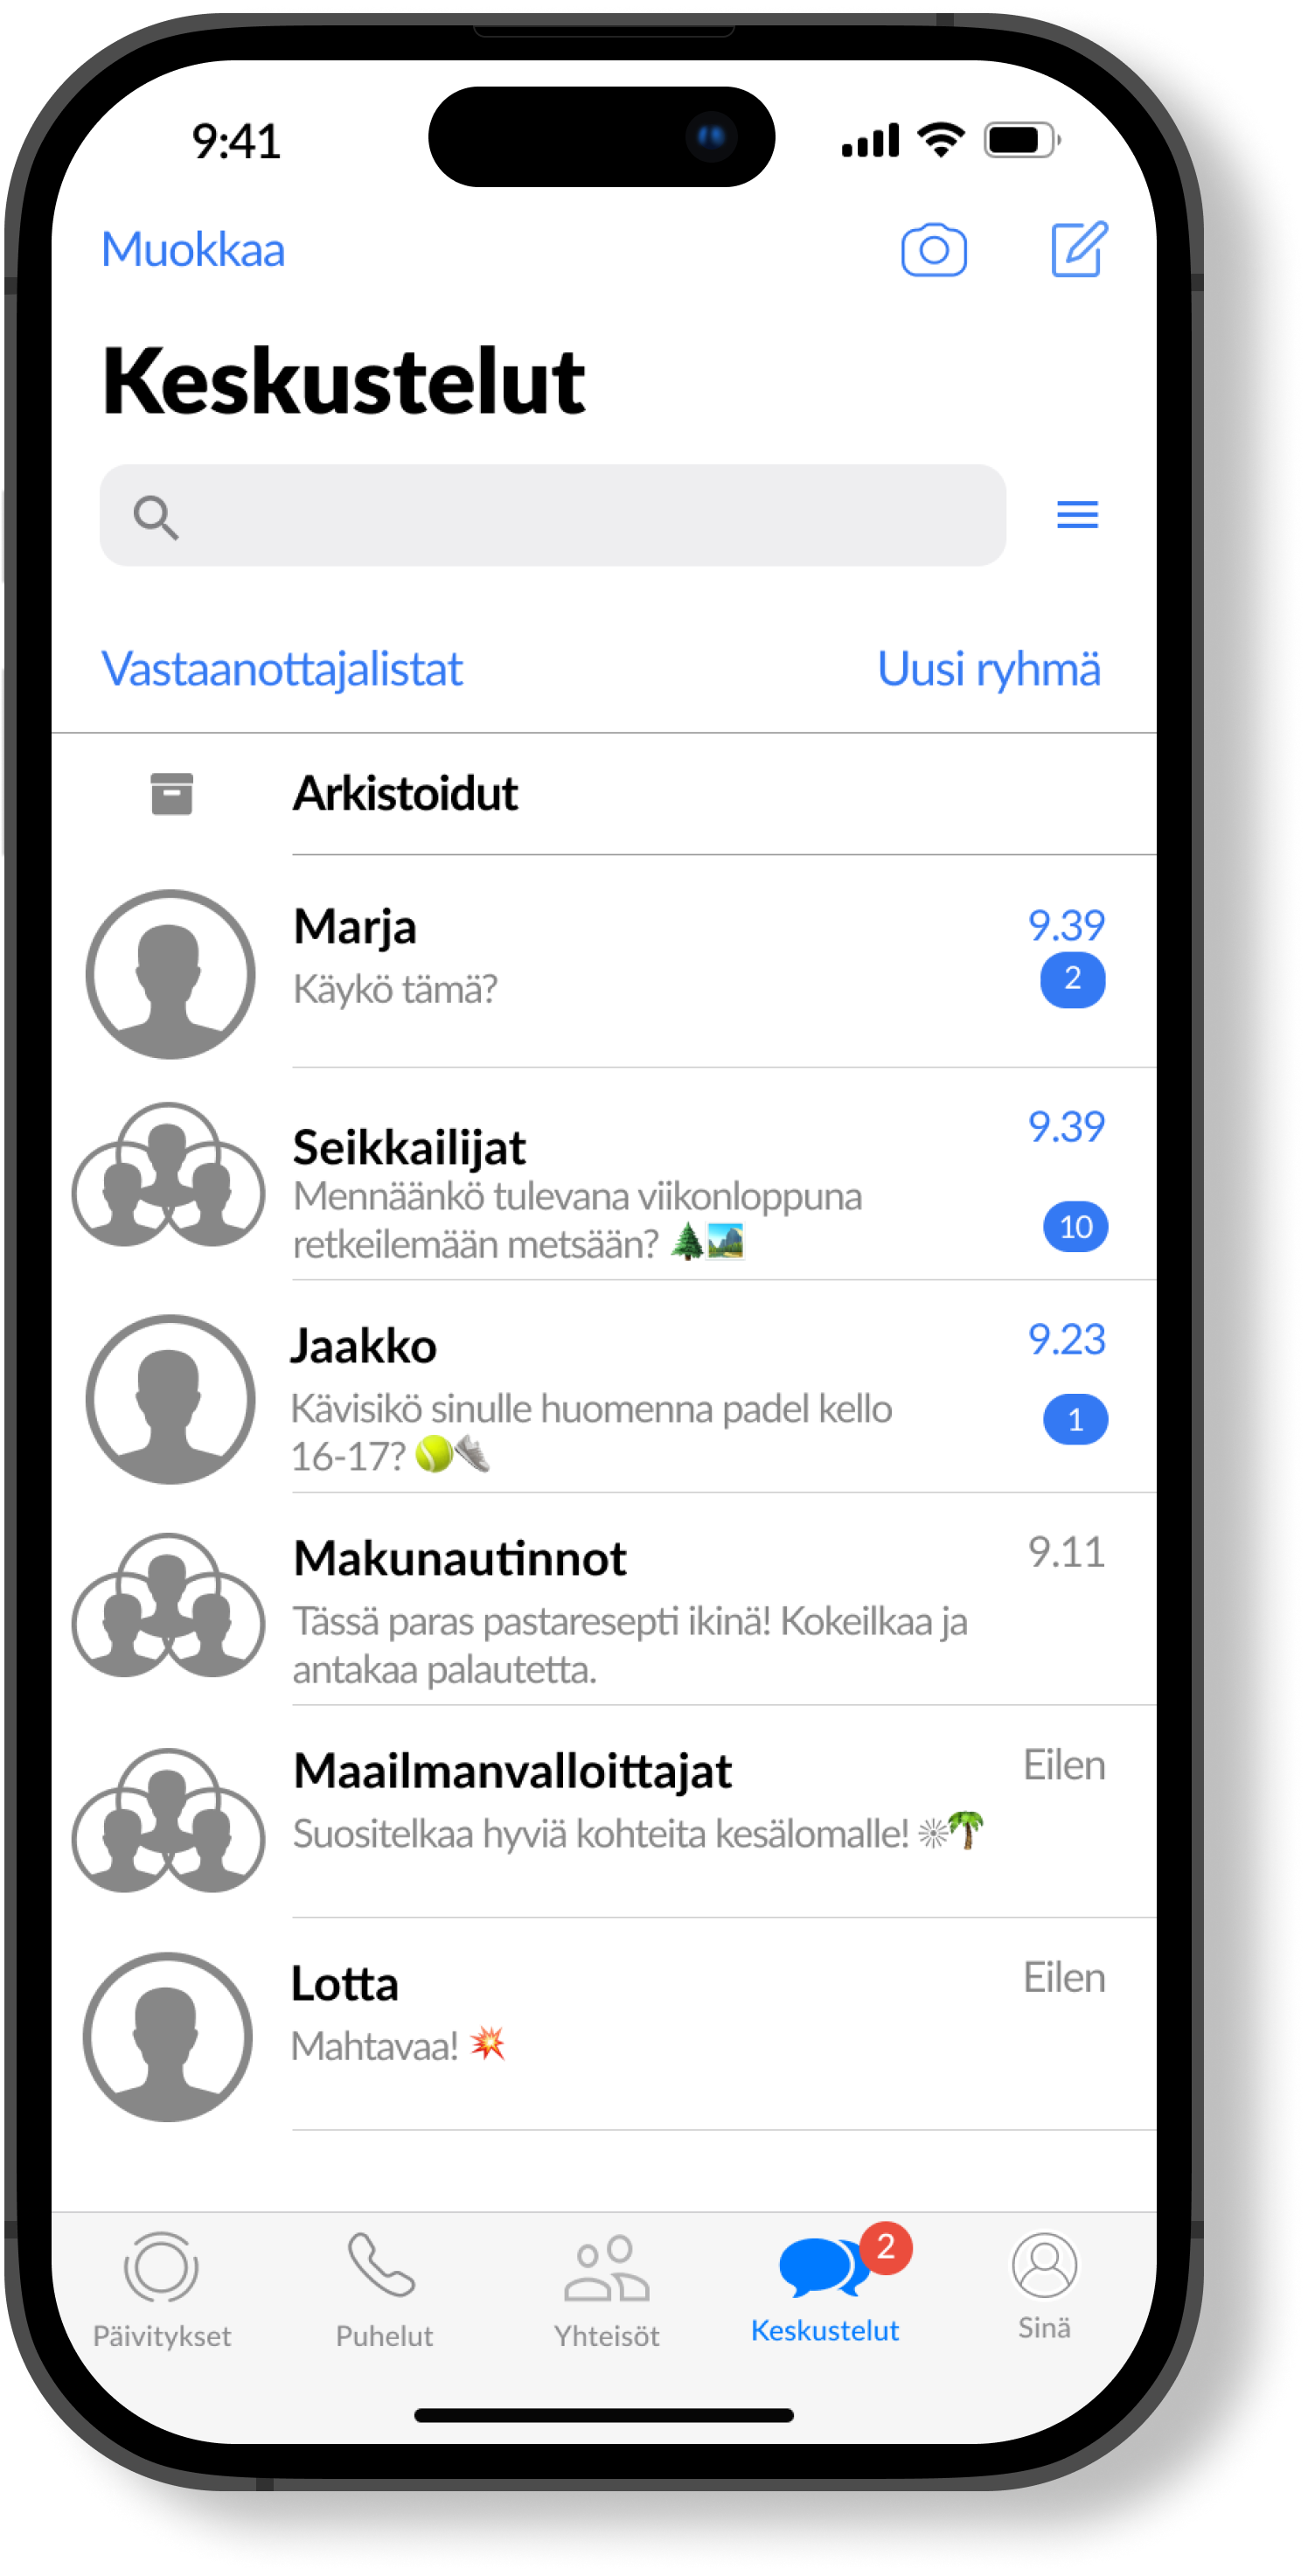 9:41
Muokkaa
Keskustelut
Vastaanottajalistat
Uusi ryhmä
Arkistoidut
Marja
9.39
Käykö tämä?
2
Seikkailijat
9.39
Mennäänkö tulevana viikonloppuna
retkeilemään metsään? 🌲🏞️
10
Jaakko
9.23
Kävisikö sinulle huomenna padel kello
16-17? 🎾👟
1
Makunautinnot
9.11
Tässä paras pastaresepti ikinä! Kokeilkaa ja
antakaa palautetta.
Maailmanvalloittajat
Eilen
Suositelkaa hyviä kohteita kesälomalle! ☀🌴
Lotta
Eilen
Mahtavaa! 💥
2
Päivitykset
Puhelut
Yhteisöt
Keskustelut
Sinä